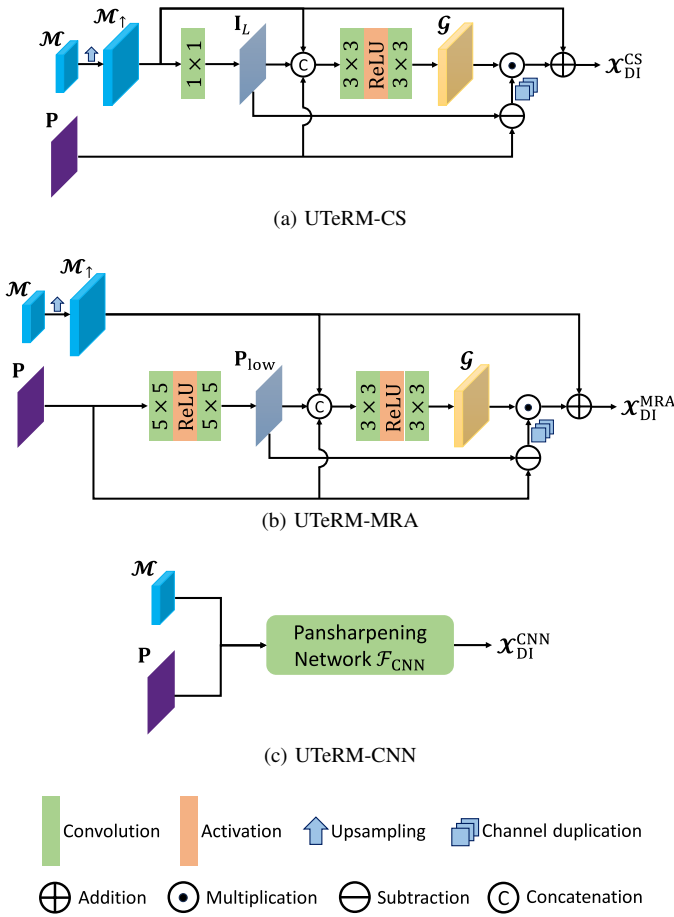 𝓜
𝓜↑
I_L
𝓖
1 × 1
C
3 × 3
ReLU
3 × 3
𝓧_DI^CS
P
(a) UTeRM-CS
𝓜
𝓜↑
P
P_low
𝓖
5 × 5
ReLU
5 × 5
C
3 × 3
ReLU
3 × 3
𝓧_DI^MRA
(b) UTeRM-MRA
𝓜
P
Pansharpening
Network ℱ_CNN
𝓧_DI^CNN
(c) UTeRM-CNN
Convolution
Activation
Upsampling
Channel duplication
Addition
Multiplication
Subtraction
C
Concatenation